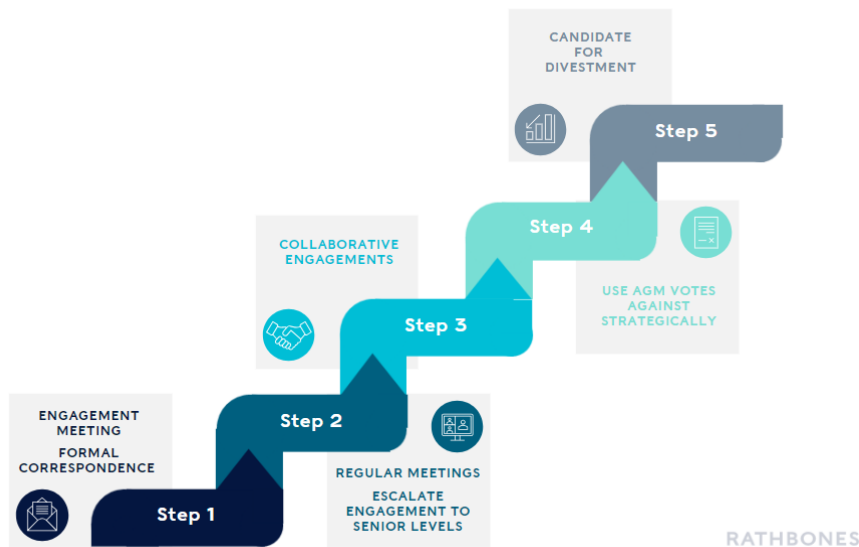 CANDIDATE
FOR
DIVESTMENT
Step 5
COLLABORATIVE
ENGAGEMENTS
Step 4
USE AGM VOTES
AGAINST
STRATEGICALLY
Step 3
ENGAGEMENT
MEETING
FORMAL
CORRESPONDENCE
Step 2
REGULAR MEETINGS
ESCALATE
ENGAGEMENT TO
SENIOR LEVELS
Step 1
RATHBONES